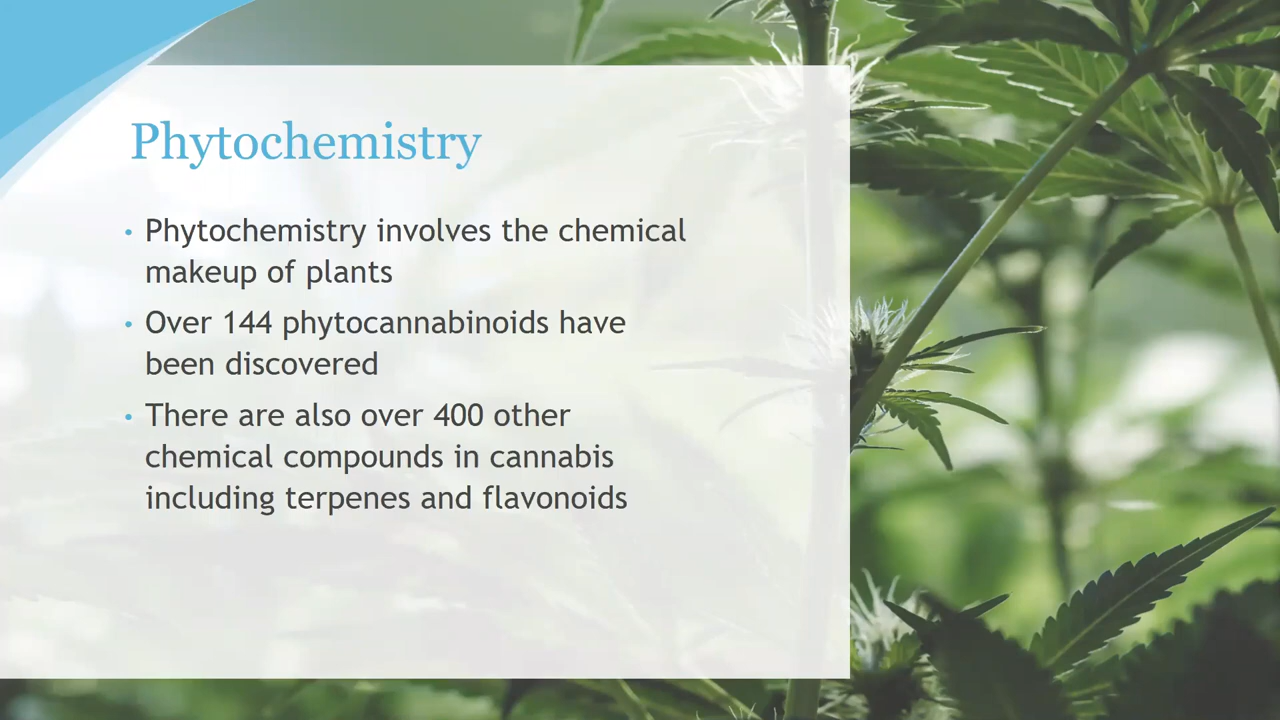 Phytochemistry
• Phytochemistry involves the chemical
makeup of plants
• Over 144 phytocannabinoids have
been discovered
• There are also over 400 other
chemical compounds in cannabis
including terpenes and flavonoids